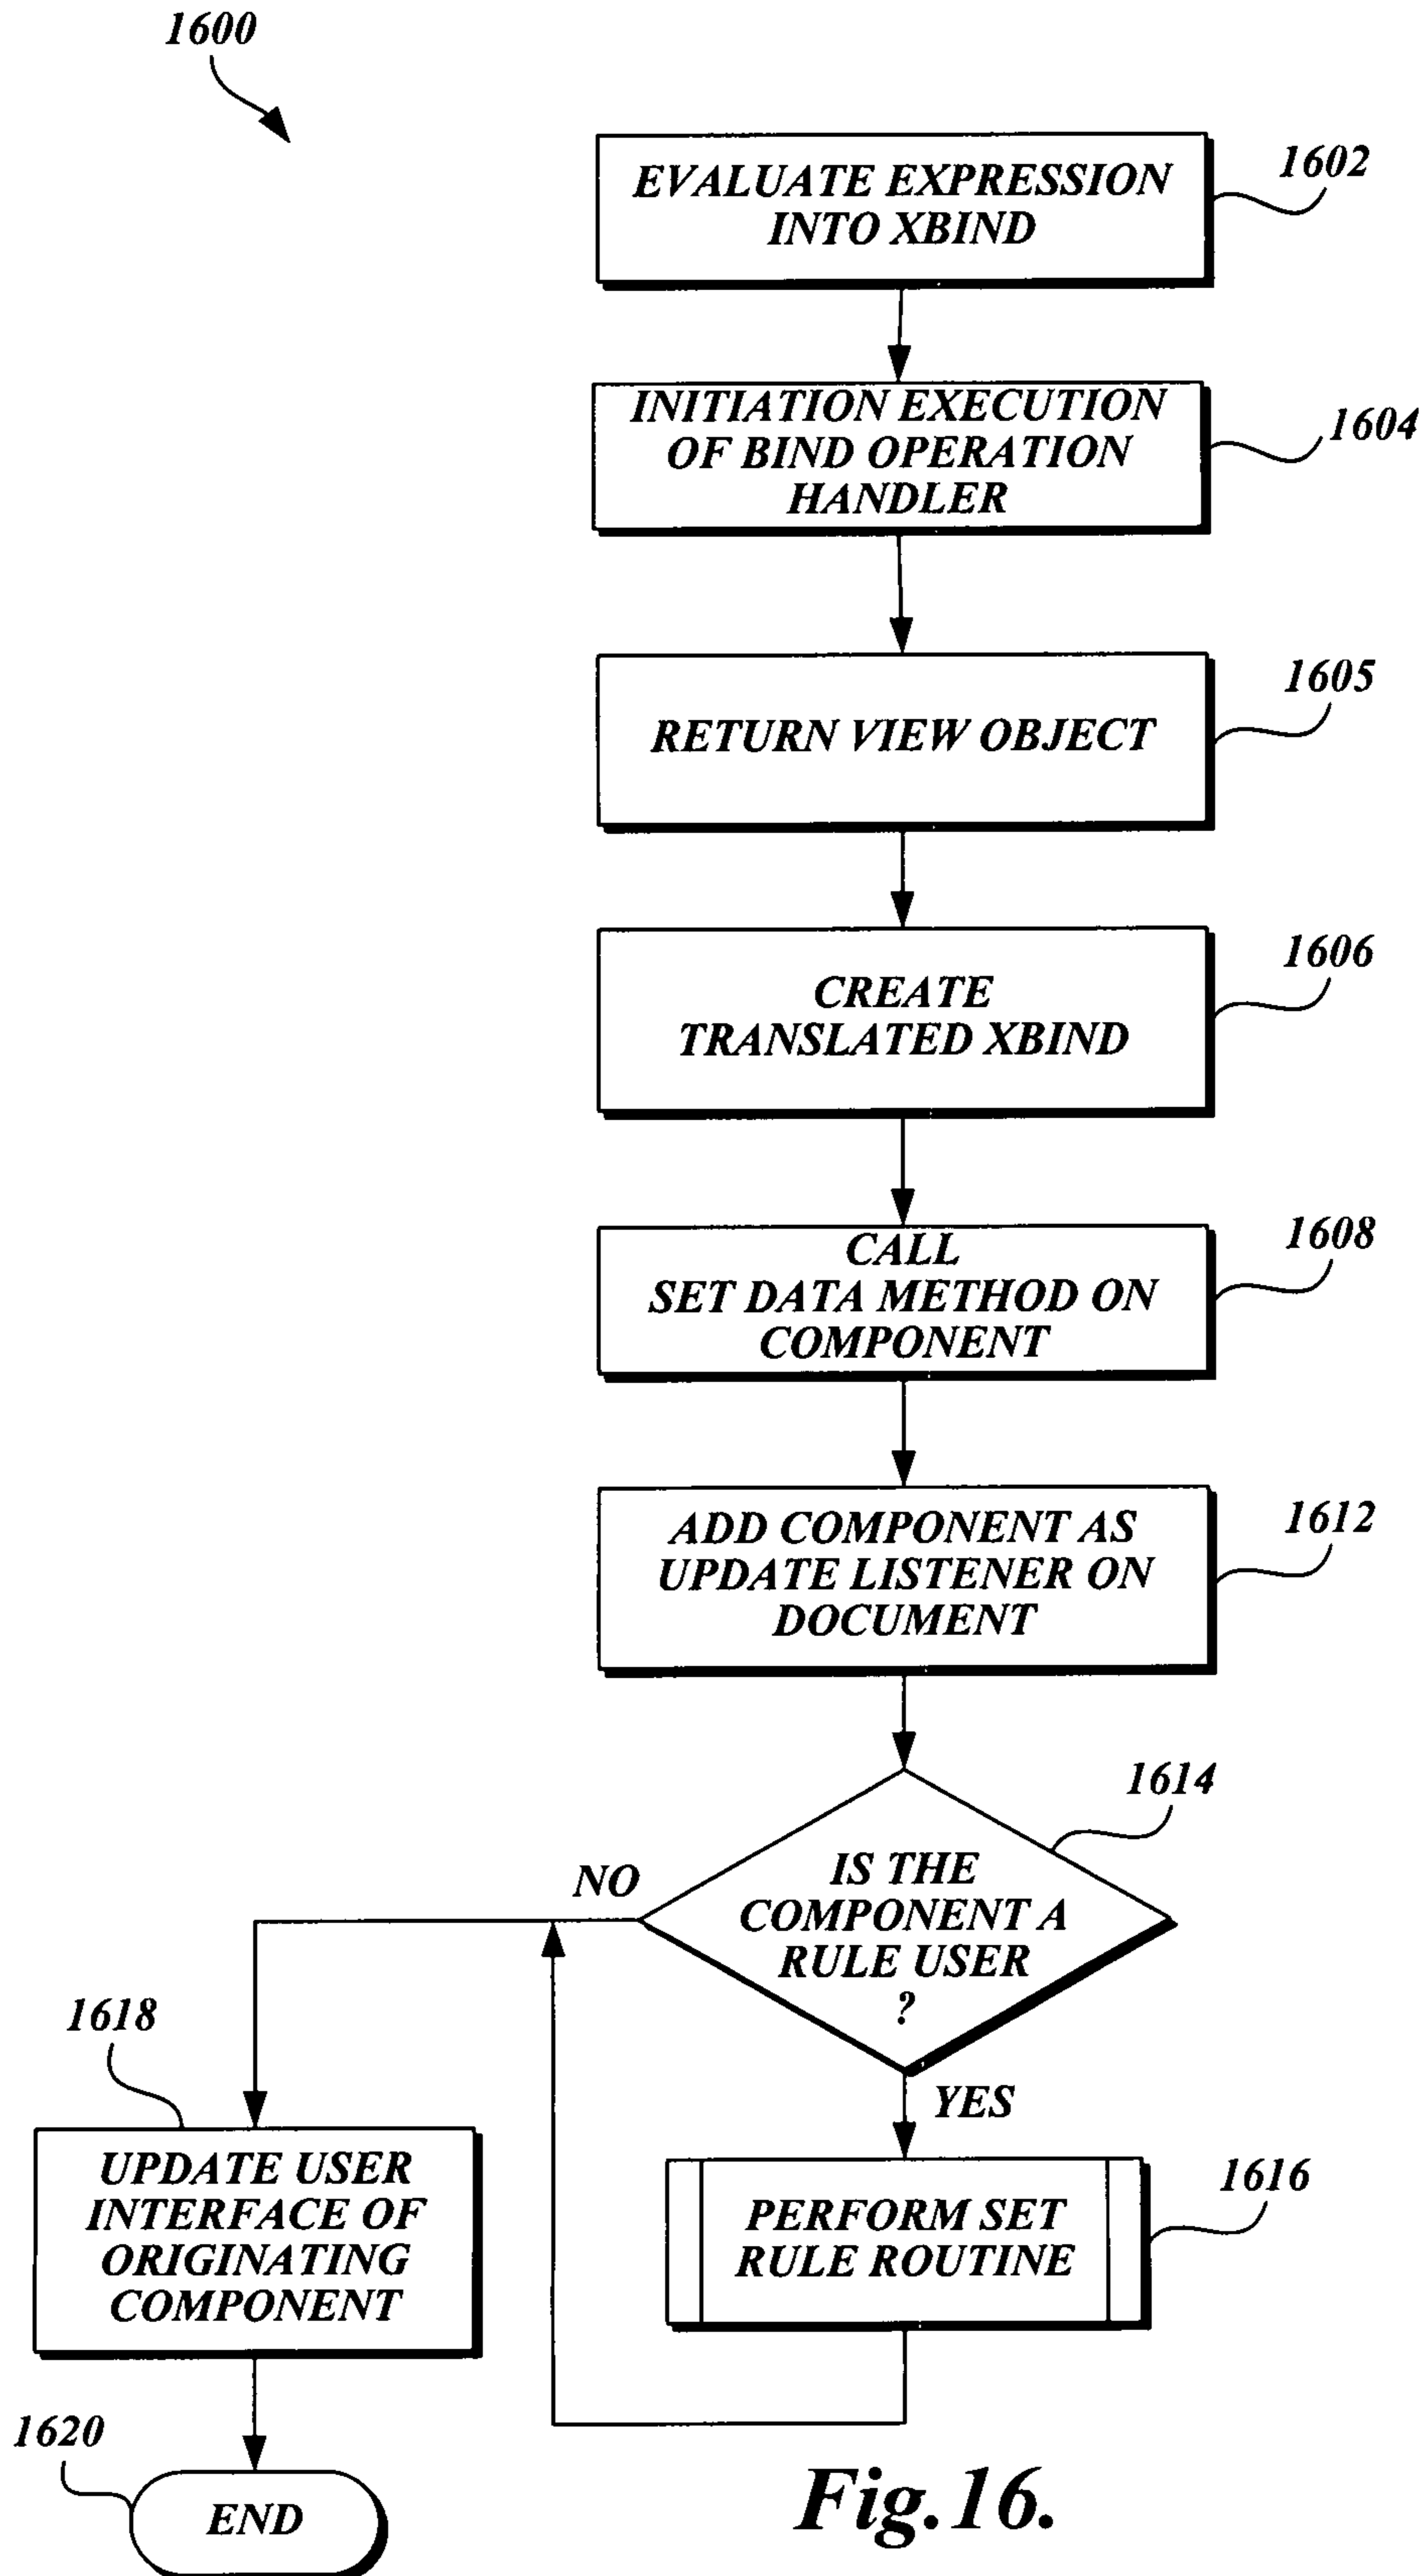 1600
EVALUATE EXPRESSION
INTO XBIND
1602
INITIATION EXECUTION
OF BIND OPERATION
HANDLER
1604
RETURN VIEW OBJECT
1605
CREATE
TRANSLATED XBIND
1606
CALL
SET DATA METHOD ON
COMPONENT
1608
ADD COMPONENT AS
UPDATE LISTENER ON
DOCUMENT
1612
1614
IS THE
COMPONENT A
RULE USER
?
NO
YES
1618
UPDATE USER
INTERFACE OF
ORIGINATING
COMPONENT
PERFORM SET
RULE ROUTINE
1616
1620
END
Fig.16.